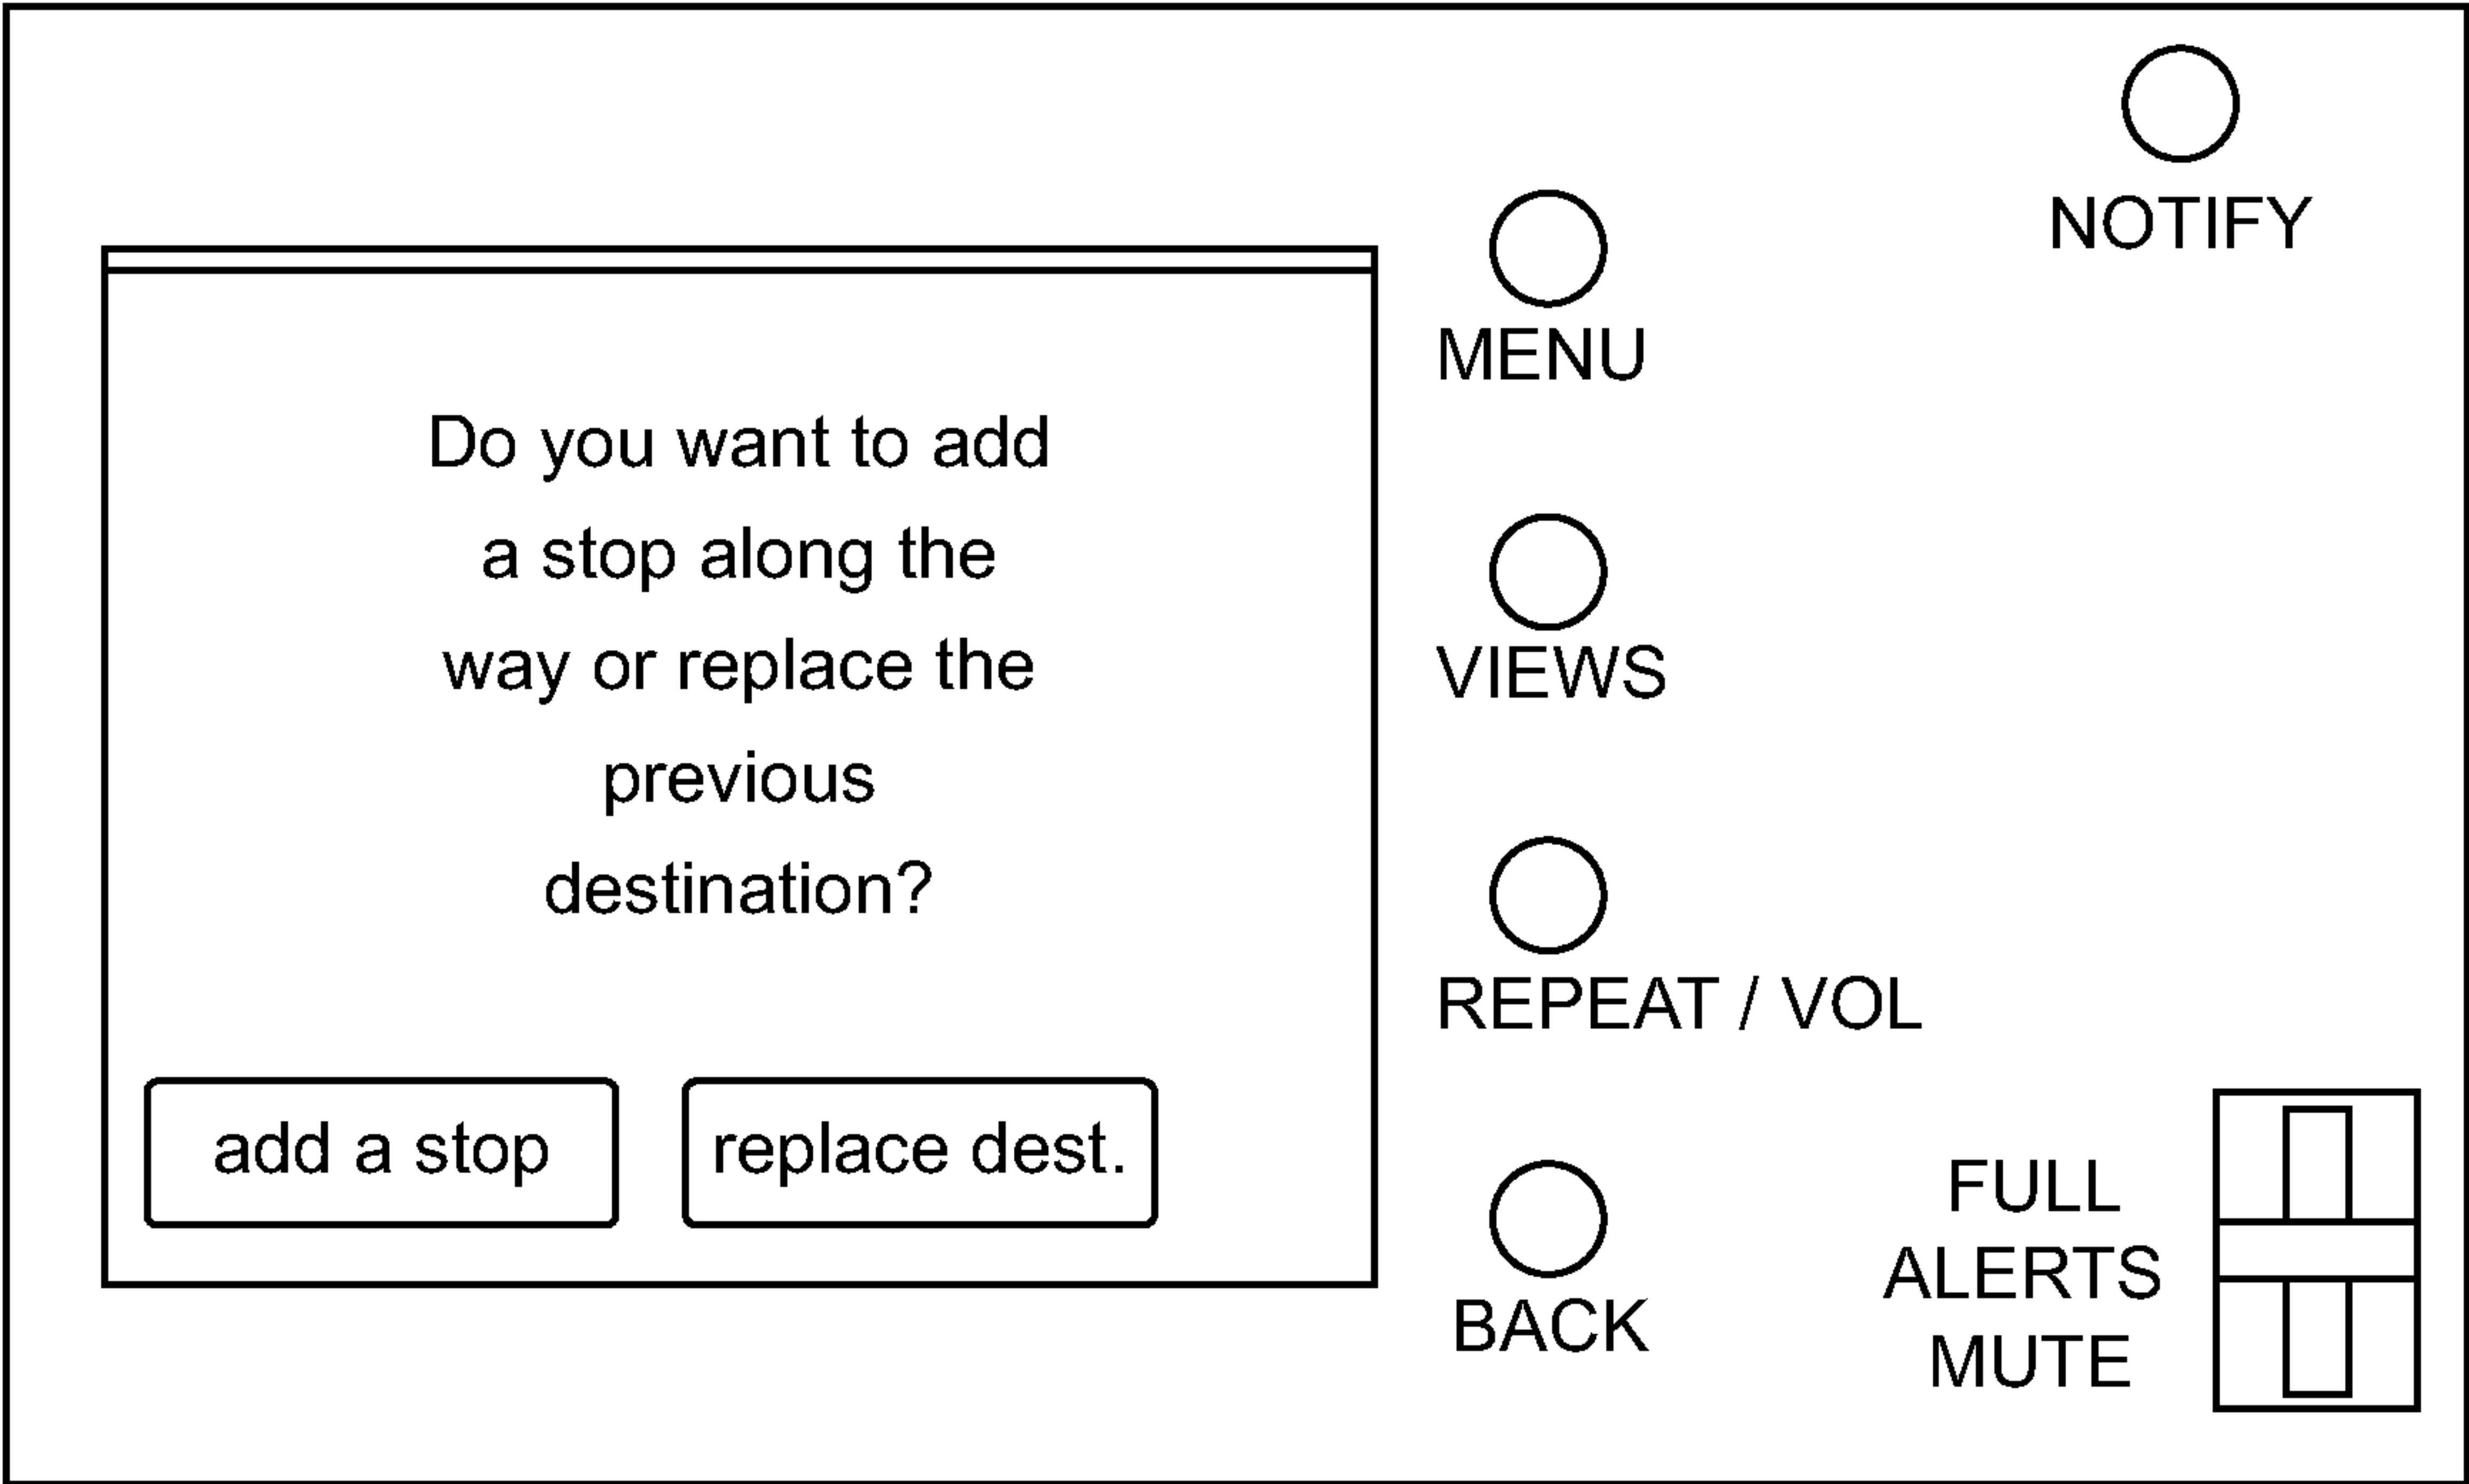 Do you want to add
a stop along the
way or replace the
previous
destination?
add a stop
replace dest.
NOTIFY
MENU
VIEWS
REPEAT / VOL
BACK
FULL
ALERTS
MUTE